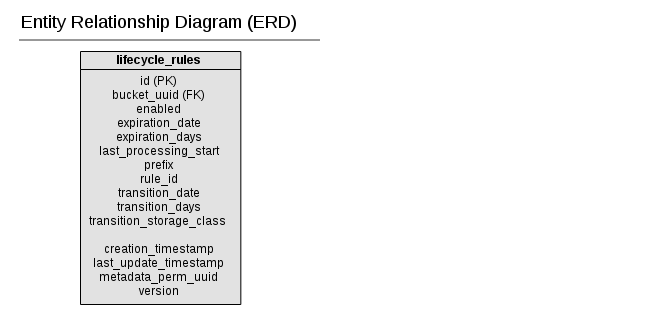 Entity Relationship Diagram (ERD)
lifecycle_rules
id (PK)
bucket_uuid (FK)
enabled
expiration_date
expiration_days
last_processing_start
prefix
rule_id
transition_date
transition_days
transition_storage_class
creation_timestamp
last_update_timestamp
metadata_perm_uuid
version